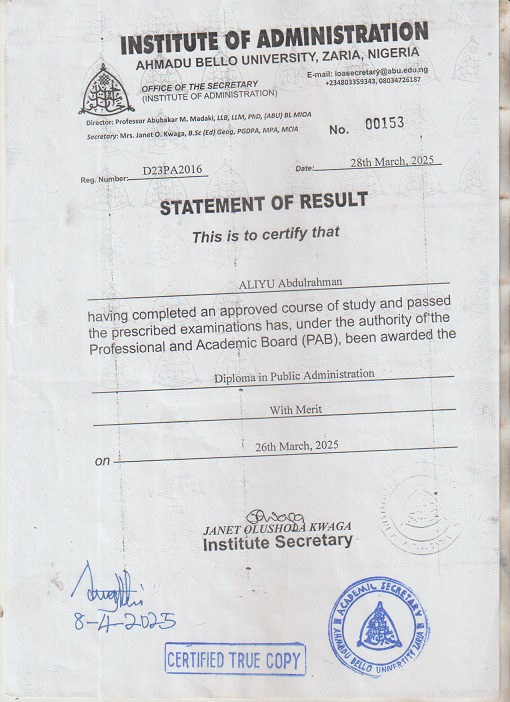 INSTITUTE OF ADMINISTRATION
AHMADU BELLO UNIVERSITY, ZARIA, NIGERIA
OFFICE OF THE SECRETARY
(INSTITUTE OF ADMINISTRATION)
E-mail: ioasecretary@abu.edu.ng
+234803359343, 08034726187
Director: Professor Abubakar M. Madaki, LLB, LLM, PhD, (ABU) BL MIOA
Secretary: Mrs. Janet O. Kwaga, B.Sc (Ed) Geog, PGDPA, MPA, MCIA
No. 00153
Reg. Number: D23PA2016
Date: 28th March, 2025
STATEMENT OF RESULT
This is to certify that
ALIYU Abdulrahman
having completed an approved course of study and passed
the prescribed examinations has, under the authority of the
Professional and Academic Board (PAB), been awarded the
Diploma in Public Administration
With Merit
on 26th March, 2025
JANET OLUSHOLA KWAGA
Institute Secretary
8-4-2025
CERTIFIED TRUE COPY
ACADEMIC SECRETARY
AHMADU BELLO UNIVERSITY ZARIA